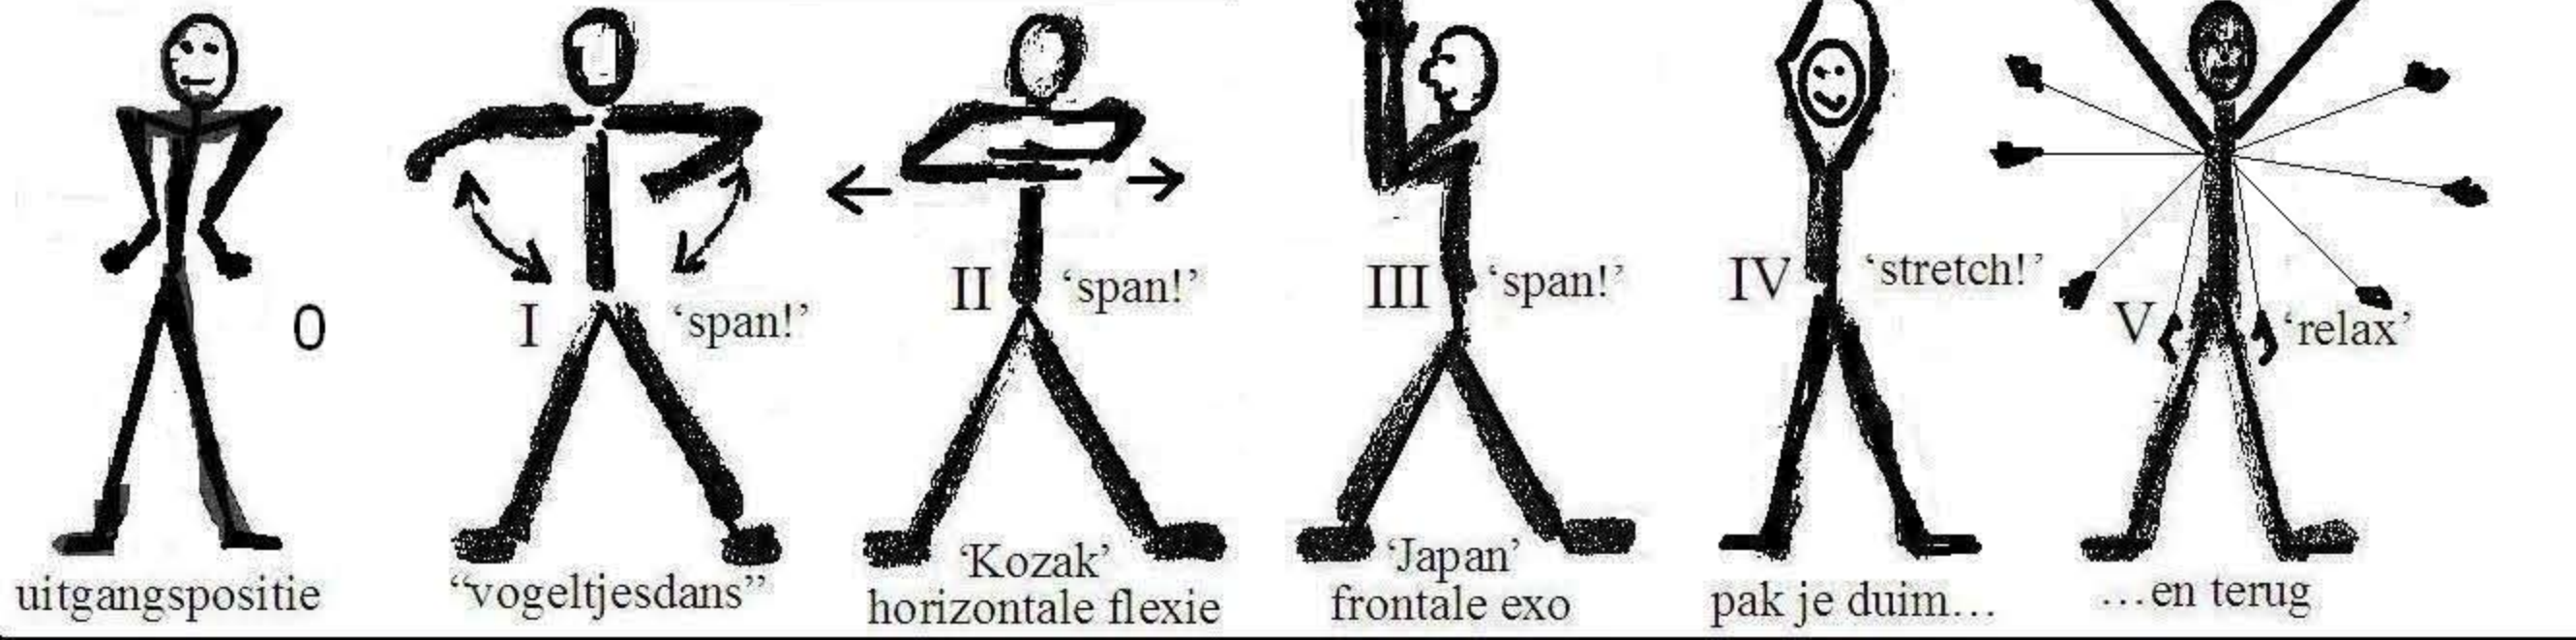 0
uitgangspositie
I 'span!'
"vogeltjesdans"
II 'span!'
'Kozak'
horizontale flexie
III 'span!'
'Japan'
frontale exo
IV 'stretch!'
pak je duim...
V 'relax'
...en terug